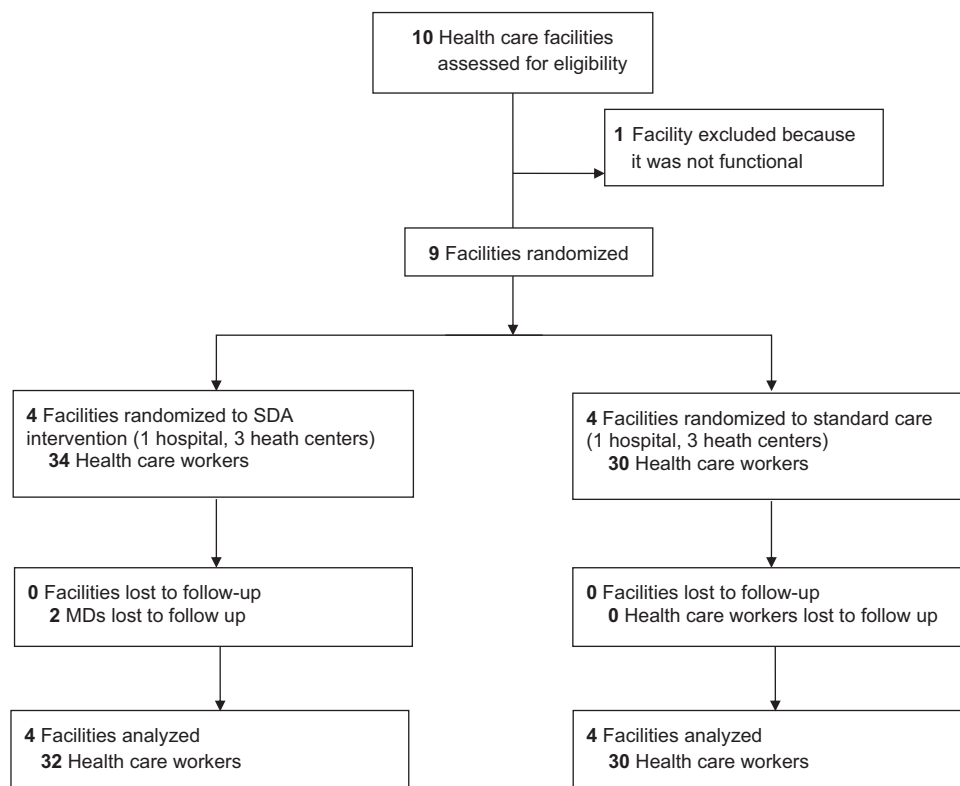 10 Health care facilities
assessed for eligibility
1 Facility excluded because
it was not functional
9 Facilities randomized
4 Facilities randomized to SDA
intervention (1 hospital, 3 heath centers)
34 Health care workers
4 Facilities randomized to standard care
(1 hospital, 3 heath centers)
30 Health care workers
0 Facilities lost to follow-up
2 MDs lost to follow up
0 Facilities lost to follow-up
0 Health care workers lost to follow up
4 Facilities analyzed
32 Health care workers
4 Facilities analyzed
30 Health care workers